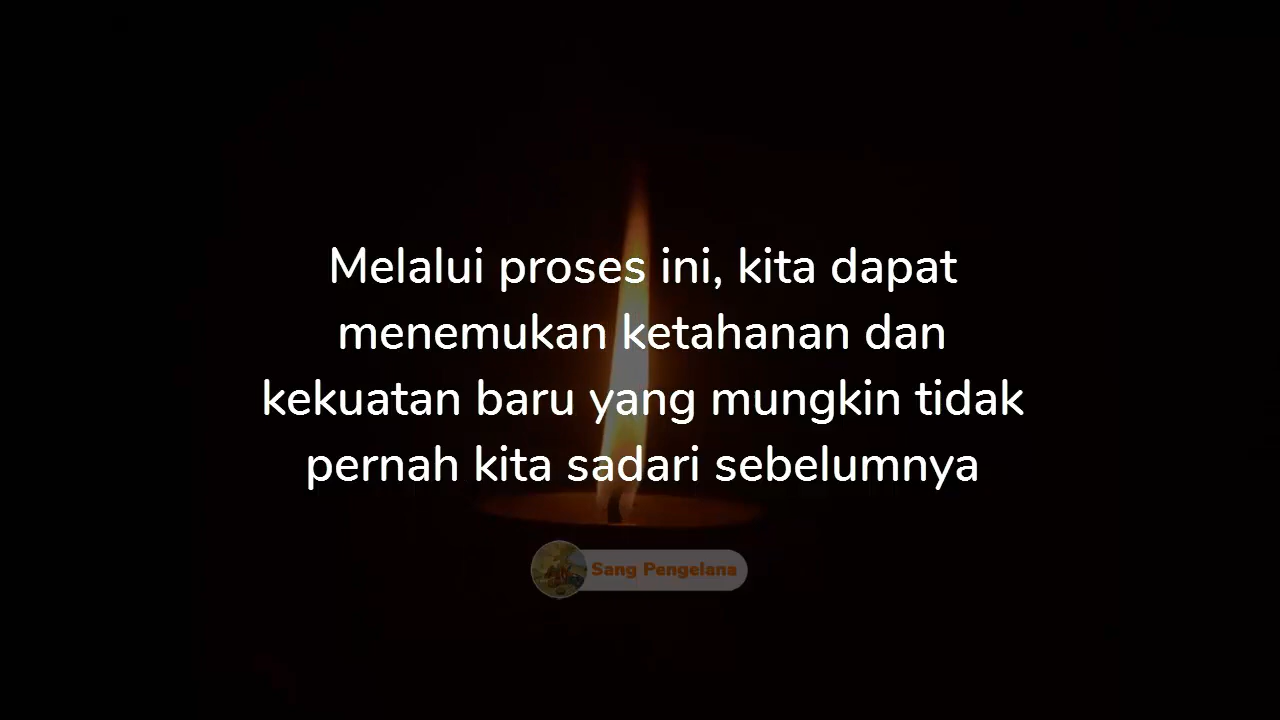 Melalui proses ini, kita dapat
menemukan ketahanan dan
kekuatan baru yang mungkin tidak
pernah kita sadari sebelumnya
Sang Pengelana